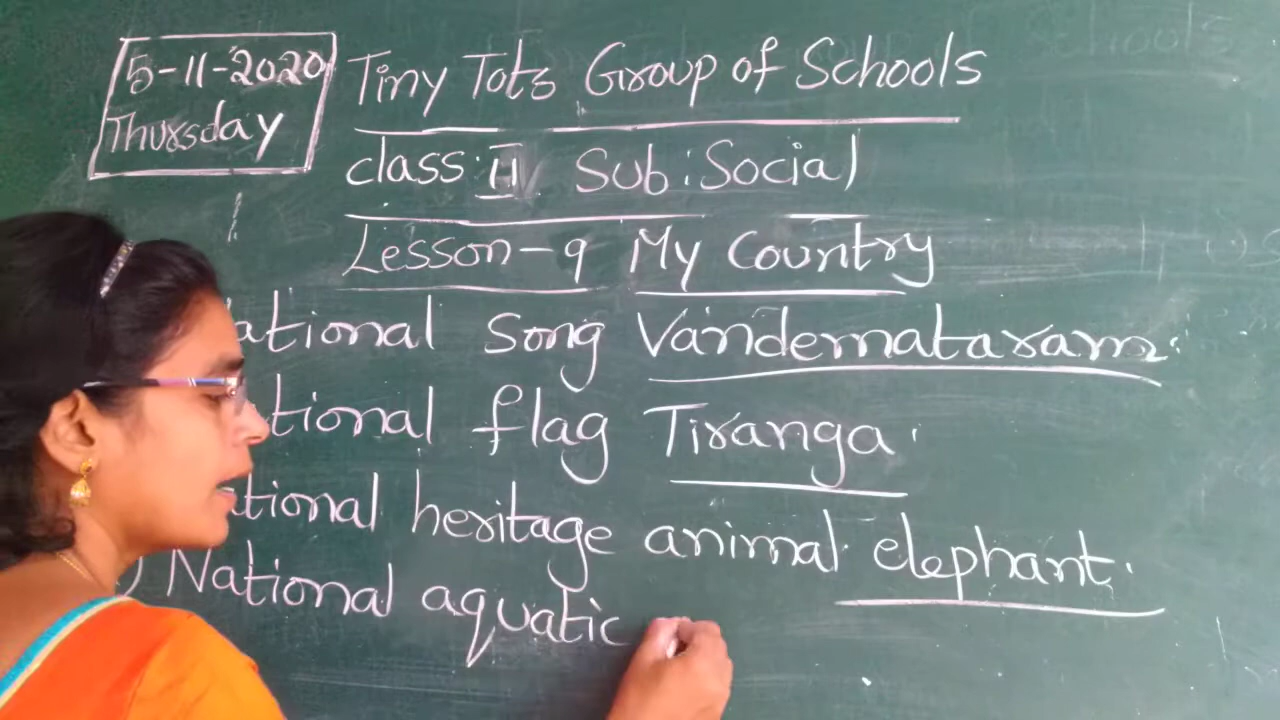 5-11-2020
Thursday
Tiny Tots Group of Schools
class: II Sub: Social
Lesson-9 My Country
ational song Vandemataram.
tional flag Tiranga.
ational heritage animal elephant.
) National aquatic